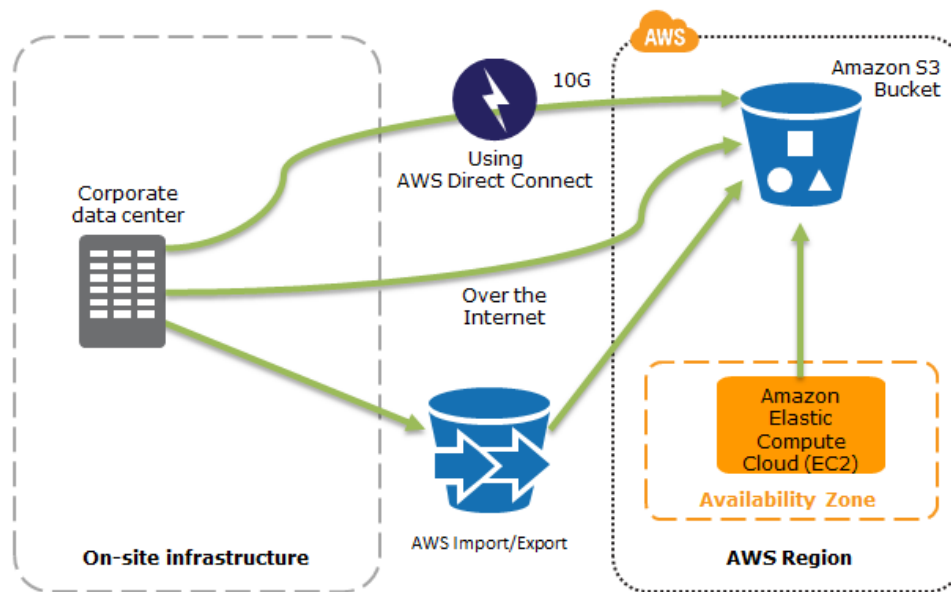 AWS
Amazon S3
Bucket
10G
Using
AWS Direct Connect
Corporate
data center
Over the
Internet
Amazon
Elastic
Compute
Cloud (EC2)
Availability Zone
AWS Import/Export
On-site infrastructure
AWS Region